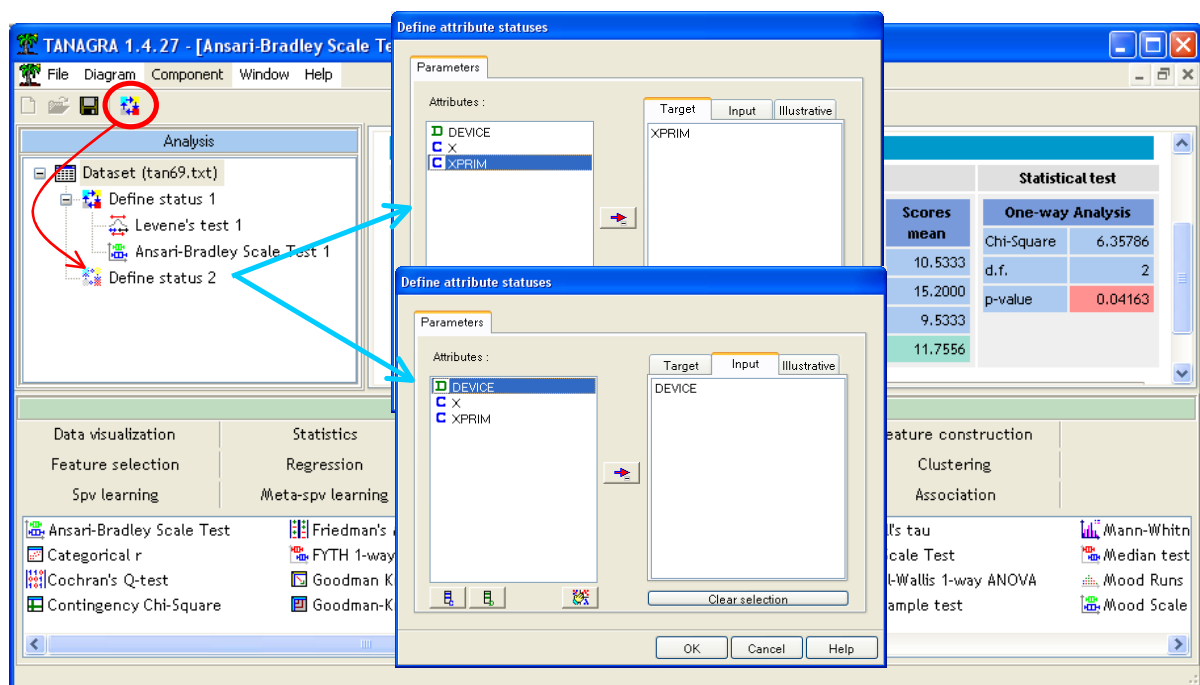 TANAGRA 1.4.27 - [Ansari-Bradley Scale Te
File Diagram Component Window Help
Analysis
Dataset (tan69.txt)
Define status 1
Levene's test 1
Ansari-Bradley Scale Test 1
Define status 2
Define attribute statuses
Parameters
Attributes :
DEVICE
X
XPRIM
Target Input Illustrative
XPRIM
Define attribute statuses
Parameters
Attributes :
DEVICE
X
XPRIM
Target Input Illustrative
DEVICE
Clear selection
OK Cancel Help
Statistical test
Scores mean
10.5333
15.2000
9.5333
11.7556
One-way Analysis
Chi-Square 6.35786
d.f. 2
p-value 0.04163
Data visualization Statistics eature construction
Feature selection Regression Clustering
Spv learning Meta-spv learning Association
Ansari-Bradley Scale Test Friedman's l's tau Mann-Whitn
Categorical r FYTH 1-way cale Test Median test
Cochran's Q-test Goodman K l-Wallis 1-way ANOVA Mood Runs
Contingency Chi-Square Goodman-K ample test Mood Scale